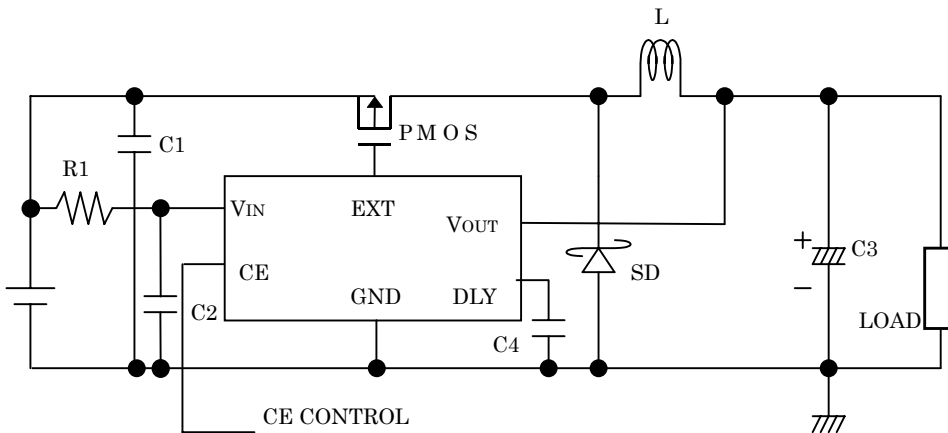 L
PMOS
C1
R1
VIN
EXT
VOUT
CE
SD
C3
GND
DLY
C2
C4
LOAD
CE CONTROL
+
−